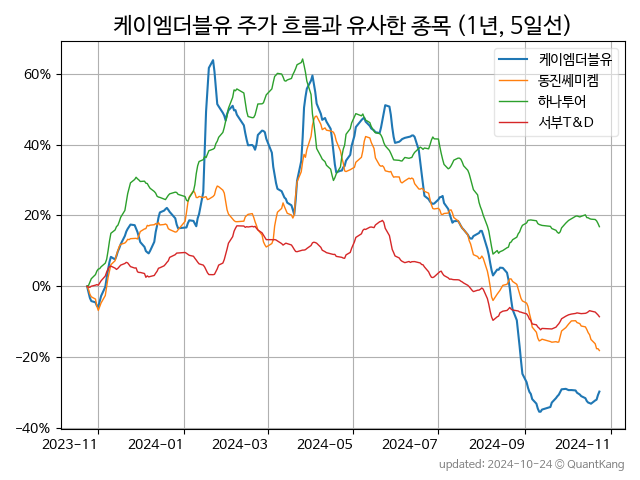 케이엠더블유 주가 흐름과 유사한 종목 (1년, 5일선)
케이엠더블유
동진쎄미켐
하나투어
서부T&D
60%
40%
20%
0%
−20%
−40%
2023-11 2024-01 2024-03 2024-05 2024-07 2024-09 2024-11
updated: 2024-10-24 © QuantKang